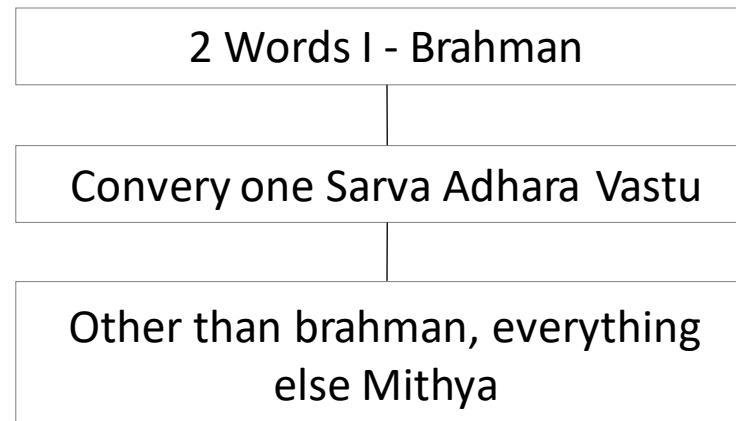 2 Words I - Brahman
Convery one Sarva Adhara Vastu
Other than brahman, everything
else Mithya